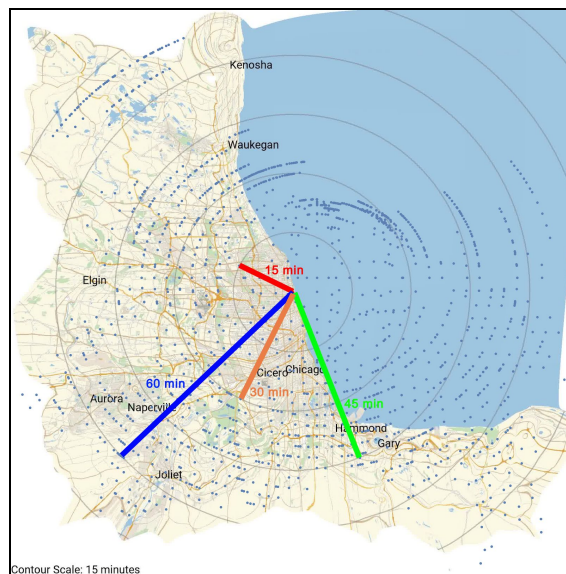 Kenosha
Waukegan
15 min
Elgin
Cicero
Chicago
60 min
30 min
45 min
Aurora
Naperville
Hammond
Gary
Joliet
Contour Scale: 15 minutes